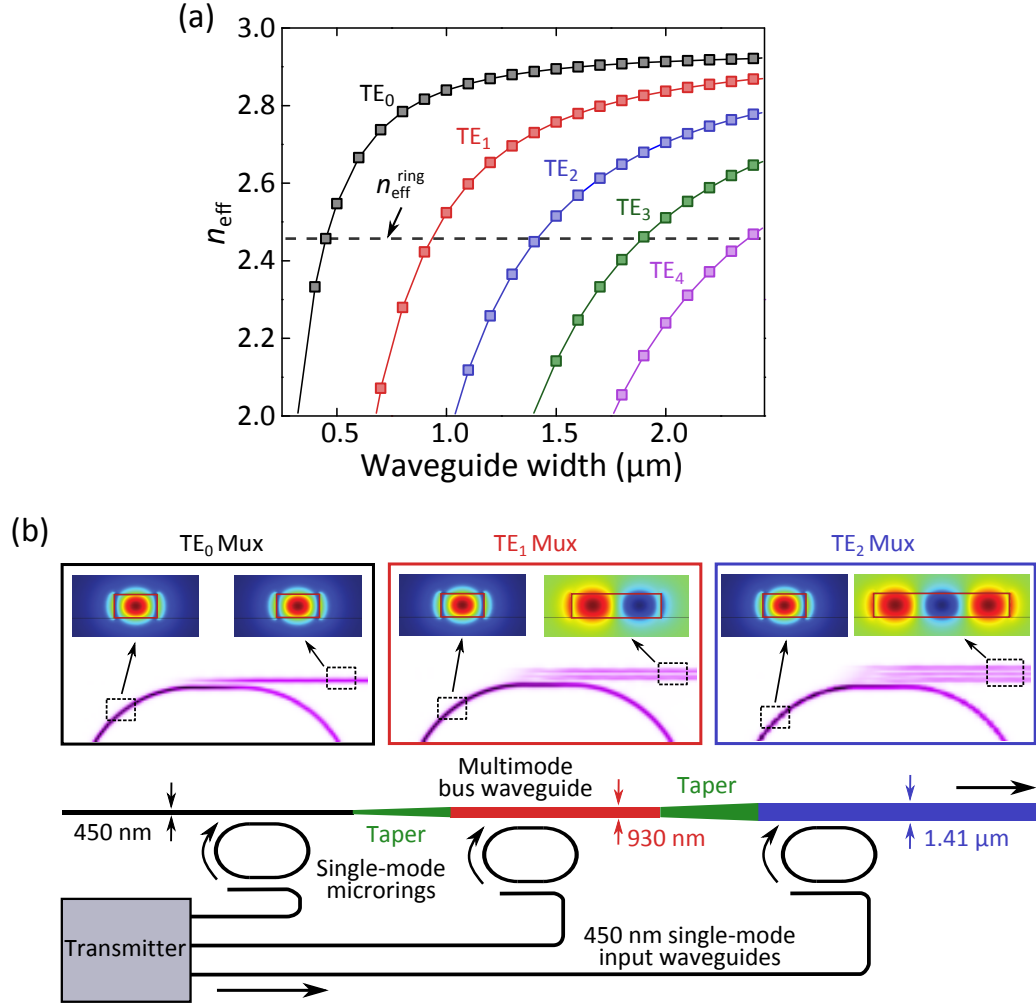 (a)
3.0
2.8
2.6
2.4
2.2
2.0
n_eff
TE₀
TE₁
TE₂
TE₃
TE₄
n_eff^ring
0.5
1.0
1.5
2.0
Waveguide width (μm)
(b)
TE₀ Mux
TE₁ Mux
TE₂ Mux
Multimode
bus waveguide
Taper
450 nm
Taper
930 nm
1.41 μm
Single-mode
microrings
Transmitter
450 nm single-mode
input waveguides